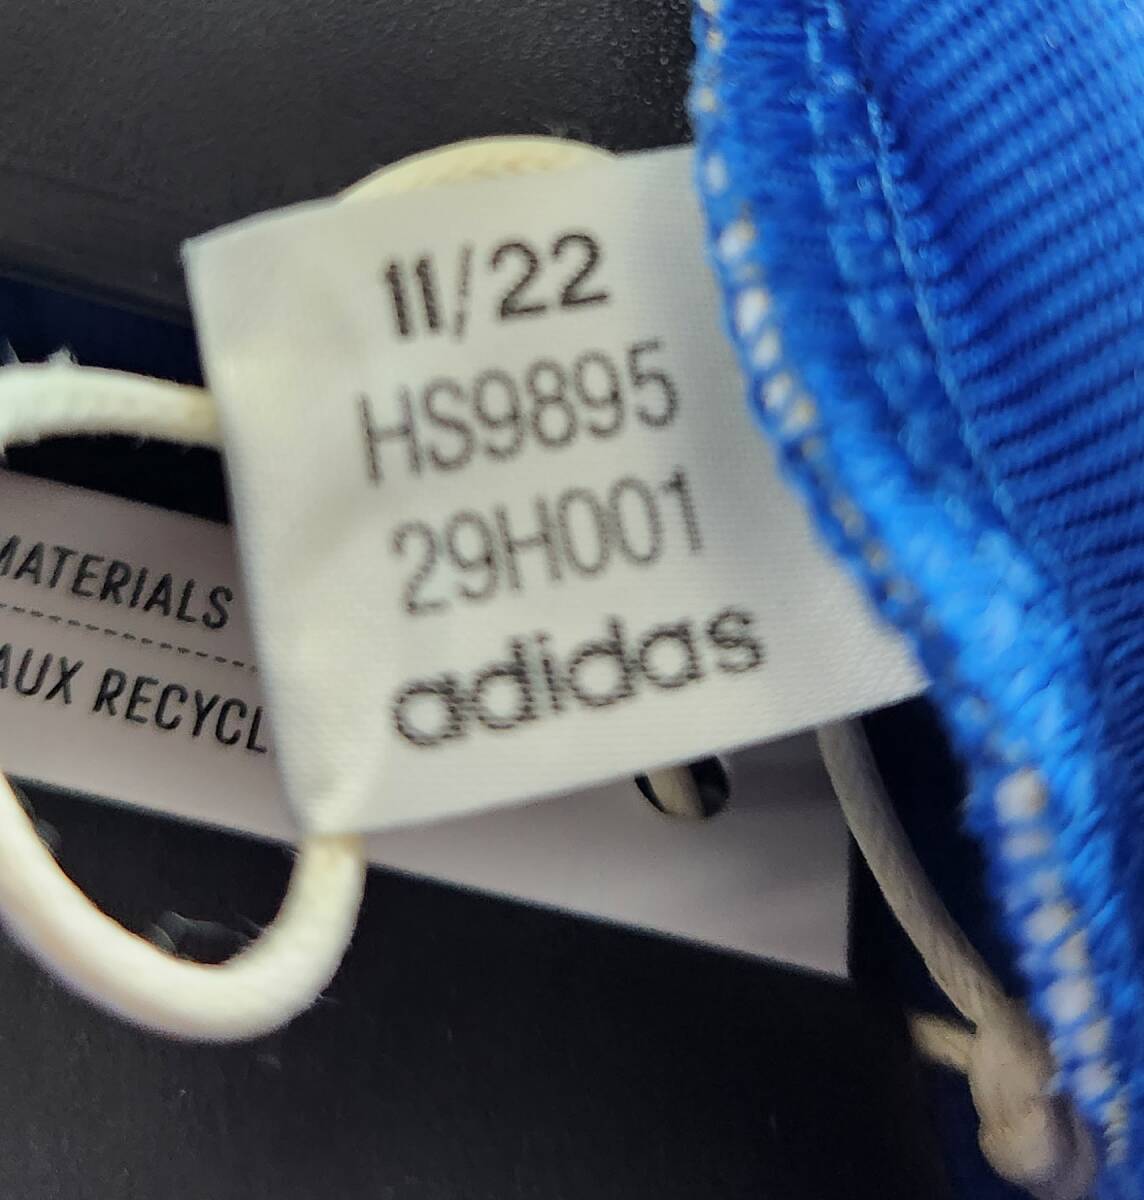 11/22
HS9895
29H001
adidas
MATERIALS
AUX RECYCL